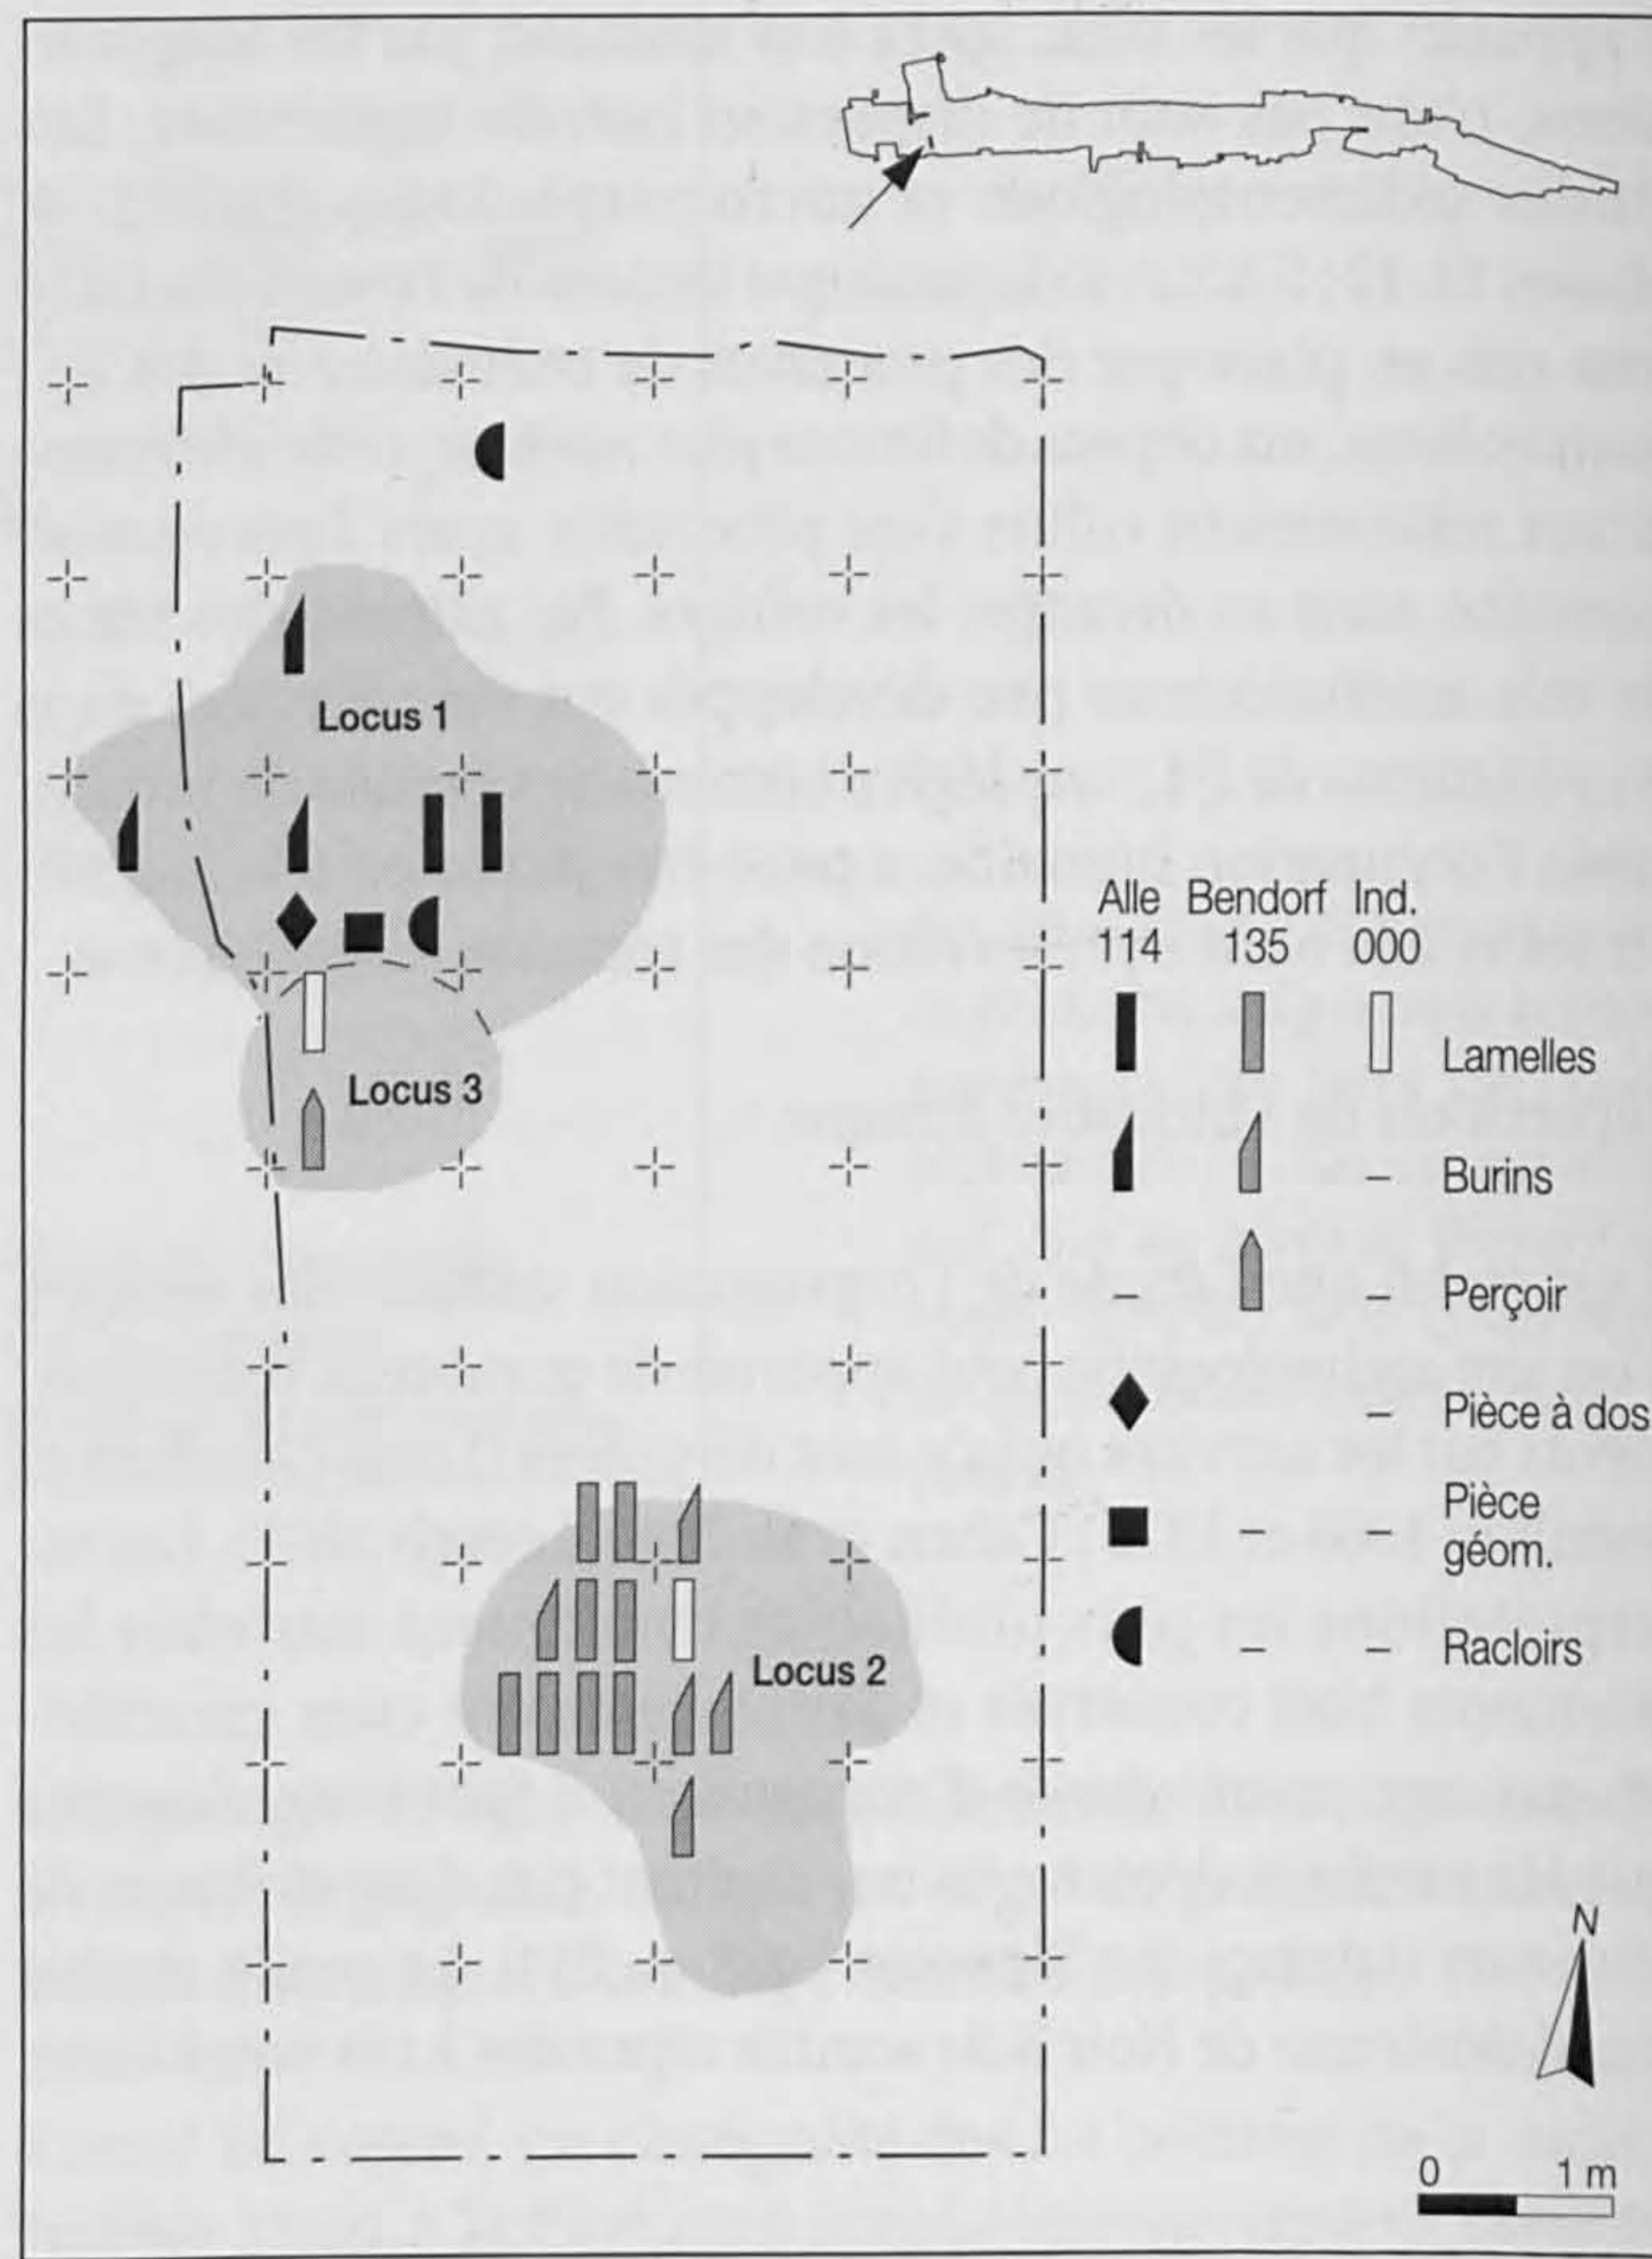 Locus 1
Locus 3
Locus 2
Alle Bendorf Ind.
114 135 000
Lamelles
– Burins
– – Perçoir
– Pièce à dos
Pièce
– – géom.
– – Racloirs
N
0 1 m